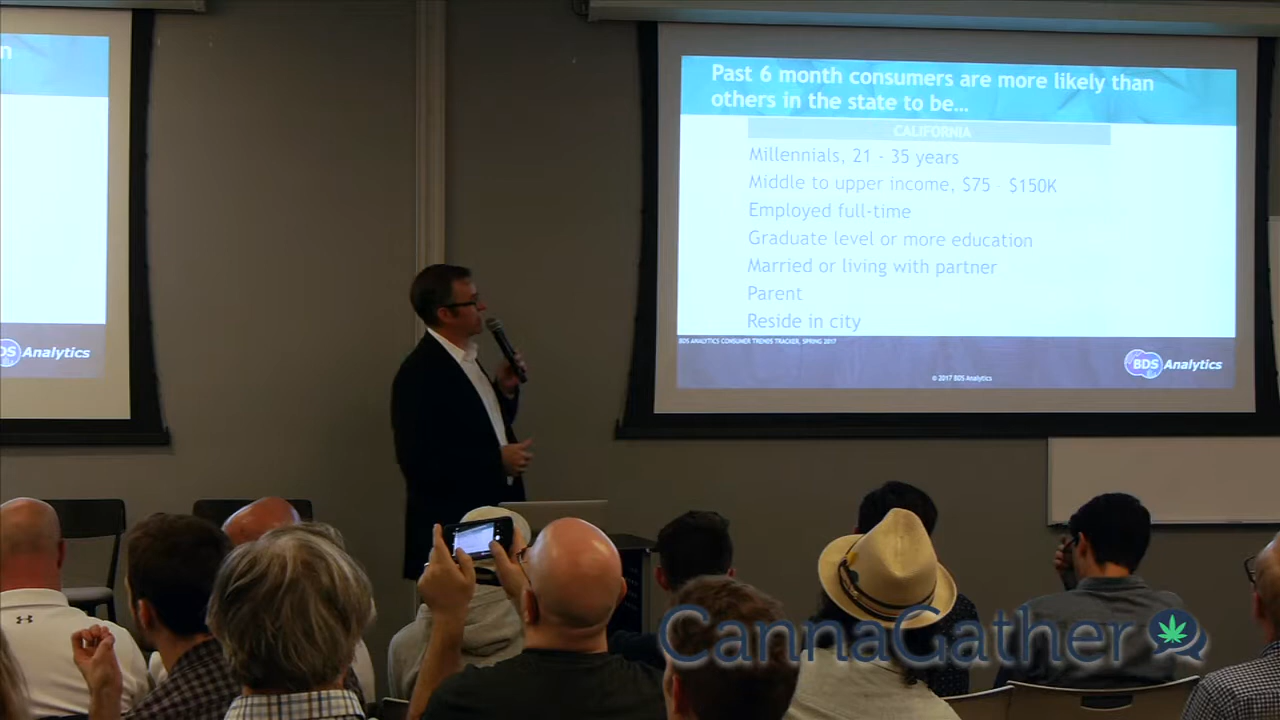 n
DS Analytics
Past 6 month consumers are more likely than
others in the state to be...
CALIFORNIA
Millennials, 21 - 35 years
Middle to upper income, $75 - $150K
Employed full-time
Graduate level or more education
Married or living with partner
Parent
Reside in city
BDS ANALYTICS CONSUMER TRENDS TRACKER, SPRING 2017
© 2017 BDS Analytics
BDS Analytics
CannaGather